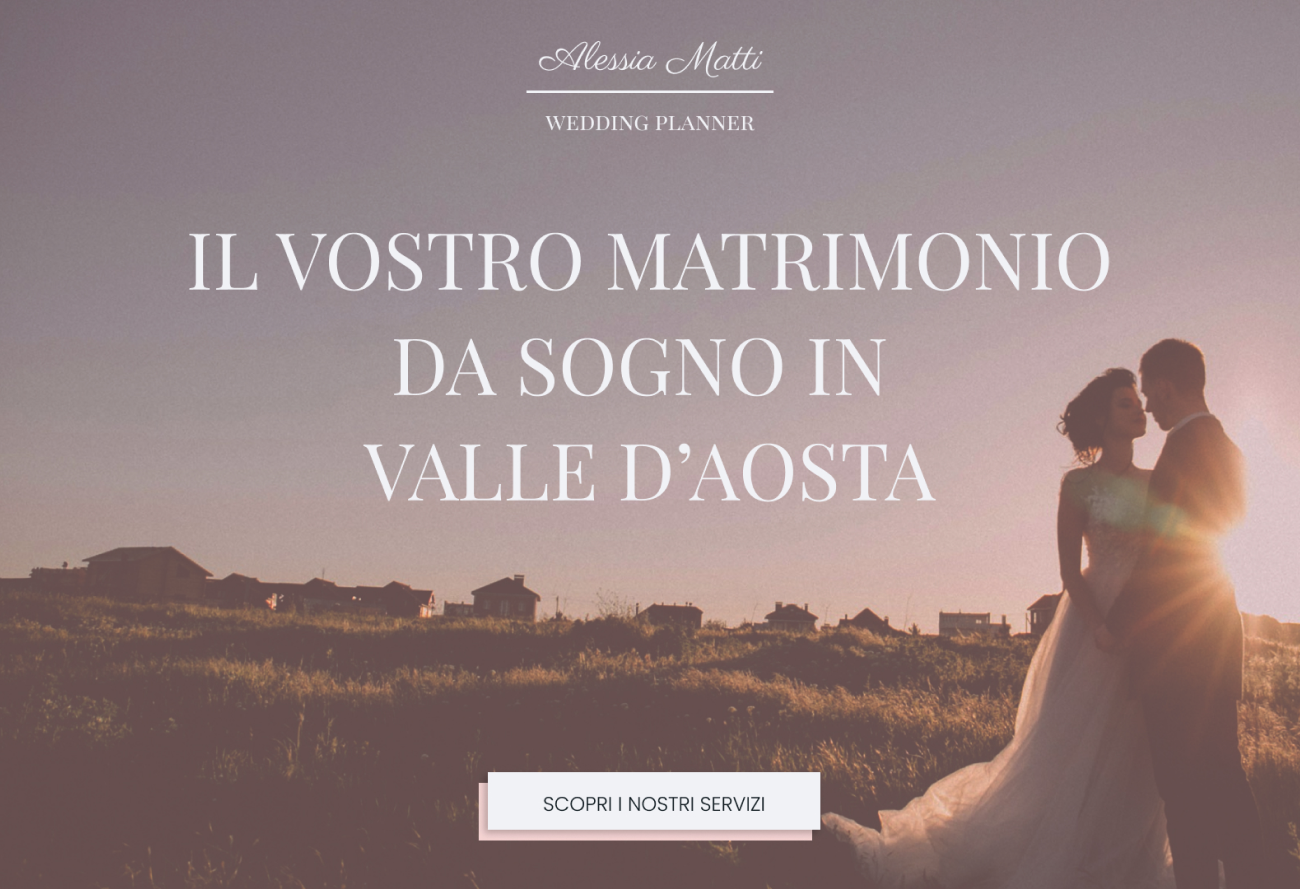 Alessia Matti
WEDDING PLANNER
IL VOSTRO MATRIMONIO
DA SOGNO IN
VALLE D’AOSTA
SCOPRI I NOSTRI SERVIZI